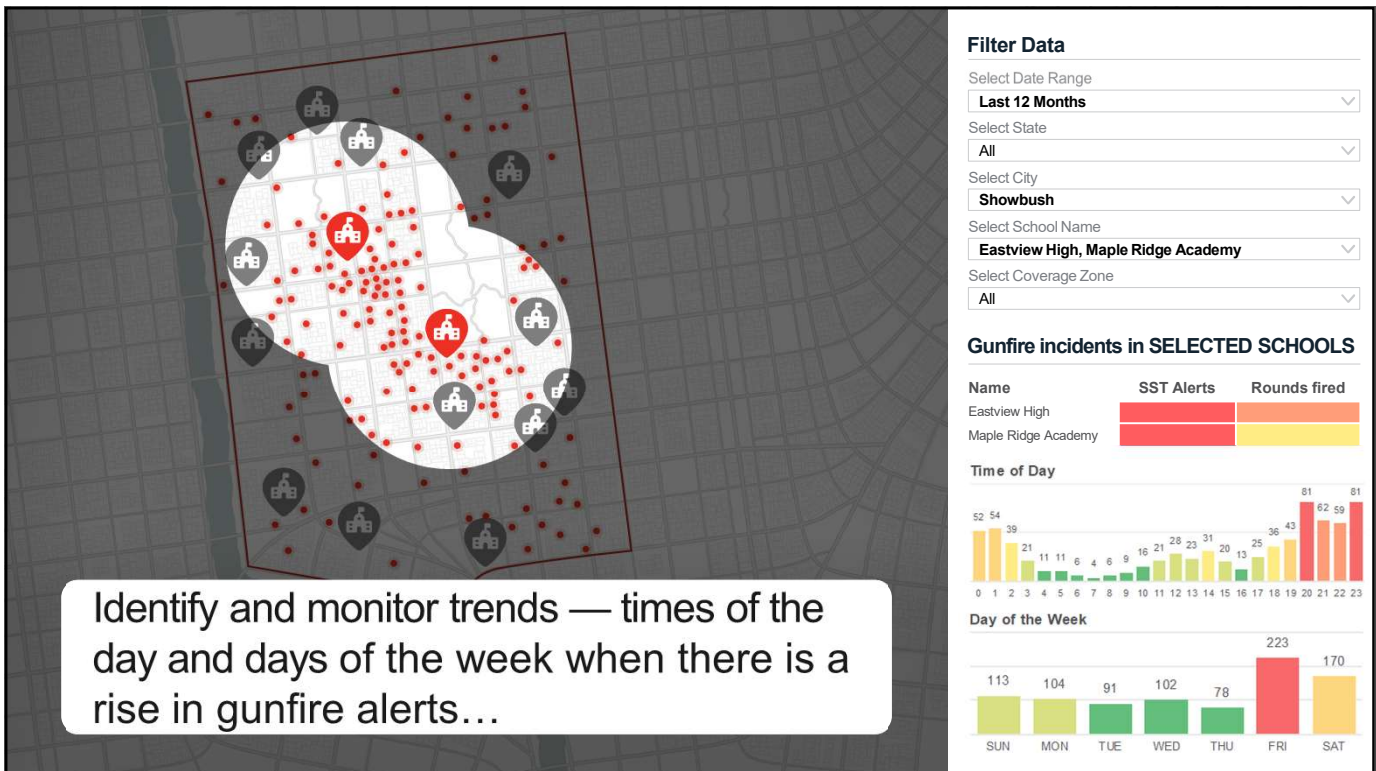 Filter Data
Select Date Range
Last 12 Months
Select State
All
Select City
Showbush
Select School Name
Eastview High, Maple Ridge Academy
Select Coverage Zone
All
Gunfire incidents in SELECTED SCHOOLS
Name SST Alerts Rounds fired
Eastview High
Maple Ridge Academy
Time of Day
52 54 39 21 11 11 6 4 6 9 16 21 28 23 31 20 13 25 36 43 81 62 59 81
0 1 2 3 4 5 6 7 8 9 10 11 12 13 14 15 16 17 18 19 20 21 22 23
Day of the Week
113 104 91 102 78 223 170
SUN MON TUE WED THU FRI SAT
Identify and monitor trends — times of the
day and days of the week when there is a
rise in gunfire alerts…